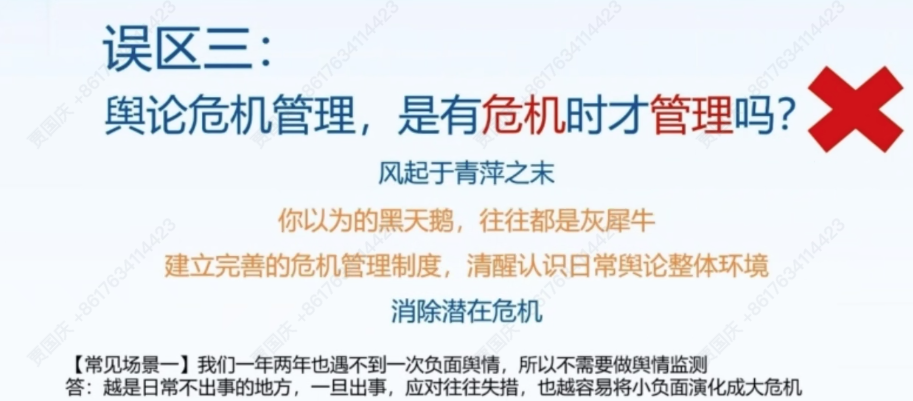 误区三：
舆论危机管理，是有危机时才管理吗？
风起于青萍之末
你以为的黑天鹅，往往都是灰犀牛
建立完善的危机管理制度，清醒认识日常舆论整体环境
消除潜在危机
【常见场景一】我们一年两年也遇不到一次负面舆情，所以不需要做舆情监测
答：越是日常不出事的地方，一旦出事，应对往往失措，也越容易将小负面演化成大危机
贾国庆 +8617634114423